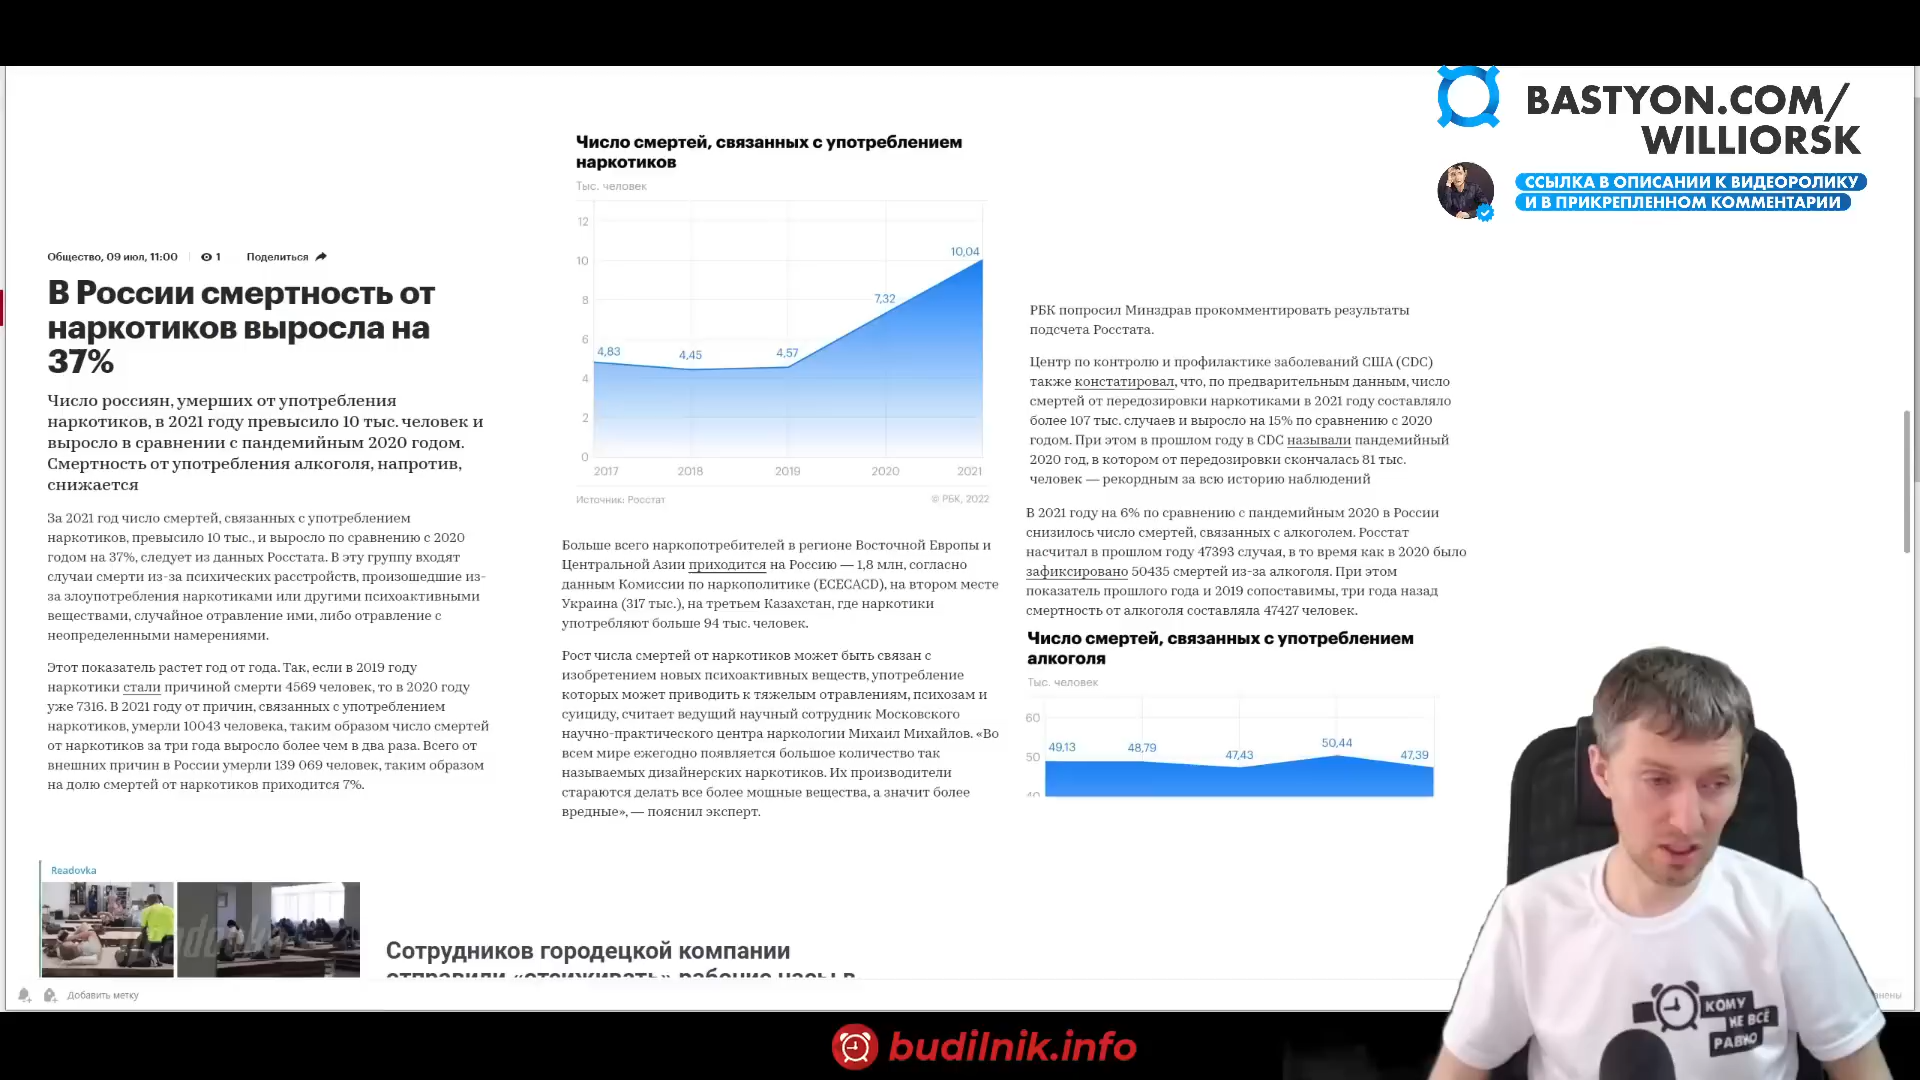 BASTYON.COM/
WILLIORSK
ССЫЛКА В ОПИСАНИИ К ВИДЕОРОЛИКУ
И В ПРИКРЕПЛЕННОМ КОММЕНТАРИИ
Общество, 09 июл, 11:00 1 Поделиться
В России смертность от
наркотиков выросла на
37%
Число россиян, умерших от употребления
наркотиков, в 2021 году превысило 10 тыс. человек и
выросло в сравнении с пандемийным 2020 годом.
Смертность от употребления алкоголя, напротив,
снижается
За 2021 год число смертей, связанных с употреблением
наркотиков, превысило 10 тыс., и выросло по сравнению с 2020
годом на 37%, следует из данных Росстата. В эту группу входят
случаи смерти из-за психических расстройств, произошедшие из-
за злоупотребления наркотиками или другими психоактивными
веществами, случайное отравление ими, либо отравление с
неопределенными намерениями.
Этот показатель растет год от года. Так, если в 2019 году
наркотики стали причиной смерти 4569 человек, то в 2020 году
уже 7316. В 2021 году от причин, связанных с употреблением
наркотиков, умерли 10043 человека, таким образом число смертей
от наркотиков за три года выросло более чем в два раза. Всего от
внешних причин в России умерли 139 069 человек, таким образом
на долю смертей от наркотиков приходится 7%.
Число смертей, связанных с употреблением
наркотиков
Тыс. человек
12
10
8
6
4
2
0
4,83
4,45
4,57
7,32
10,04
2017 2018 2019 2020 2021
Источник: Росстат © РБК, 2022
Больше всего наркопотребителей в регионе Восточной Европы и
Центральной Азии приходится на Россию — 1,8 млн, согласно
данным Комиссии по наркополитике (ECECACD), на втором месте
Украина (317 тыс.), на третьем Казахстан, где наркотики
употребляют больше 94 тыс. человек.
Рост числа смертей от наркотиков может быть связан с
изобретением новых психоактивных веществ, употребление
которых может приводить к тяжелым отравлениям, психозам и
суициду, считает ведущий научный сотрудник Московского
научно-практического центра наркологии Михаил Михайлов. «Во
всем мире ежегодно появляется большое количество так
называемых дизайнерских наркотиков. Их производители
стараются делать все более мощные вещества, а значит более
вредные», — пояснил эксперт.
РБК попросил Минздрав прокомментировать результаты
подсчета Росстата.
Центр по контролю и профилактике заболеваний США (CDC)
также констатировал, что, по предварительным данным, число
смертей от передозировки наркотиками в 2021 году составляло
более 107 тыс. случаев и выросло на 15% по сравнению с 2020
годом. При этом в прошлом году в CDC называли пандемийный
2020 год, в котором от передозировки скончалась 81 тыс.
человек — рекордным за всю историю наблюдений
В 2021 году на 6% по сравнению с пандемийным 2020 в России
снизилось число смертей, связанных с алкоголем. Росстат
насчитал в прошлом году 47393 случая, в то время как в 2020 было
зафиксировано 50435 смертей из-за алкоголя. При этом
показатель прошлого года и 2019 сопоставимы, три года назад
смертность от алкоголя составляла 47427 человек.
Число смертей, связанных с употреблением
алкоголя
Тыс. человек
60
50
40
49,13
48,79
47,43
50,44
47,39
Readovka
Сотрудников городецкой компании
отправили «отсиживать» рабочие часы в
Добавить метку
budilnik.info
КОМУ
НЕ ВСЁ
РАВНО